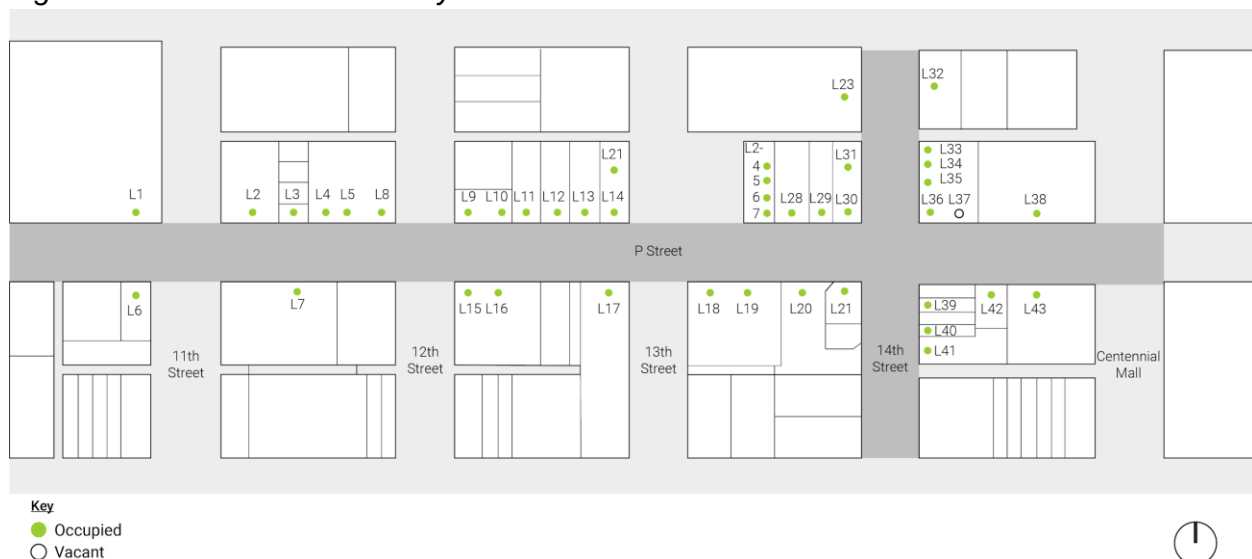 L32
L23
L2-
L33
L21
L31
4
L34
5
L35
L1
L2
L3
L4
L5
L8
L9
L10
L11
L12
L13
L14
6
L28
L29
L30
L36
L37
L38
7
P Street
L6
L7
L15
L16
L17
L18
L19
L20
L21
L39
L42
L43
L40
L41
11th
Street
12th
Street
13th
Street
14th
Street
Centennial
Mall
Key
Occupied
Vacant